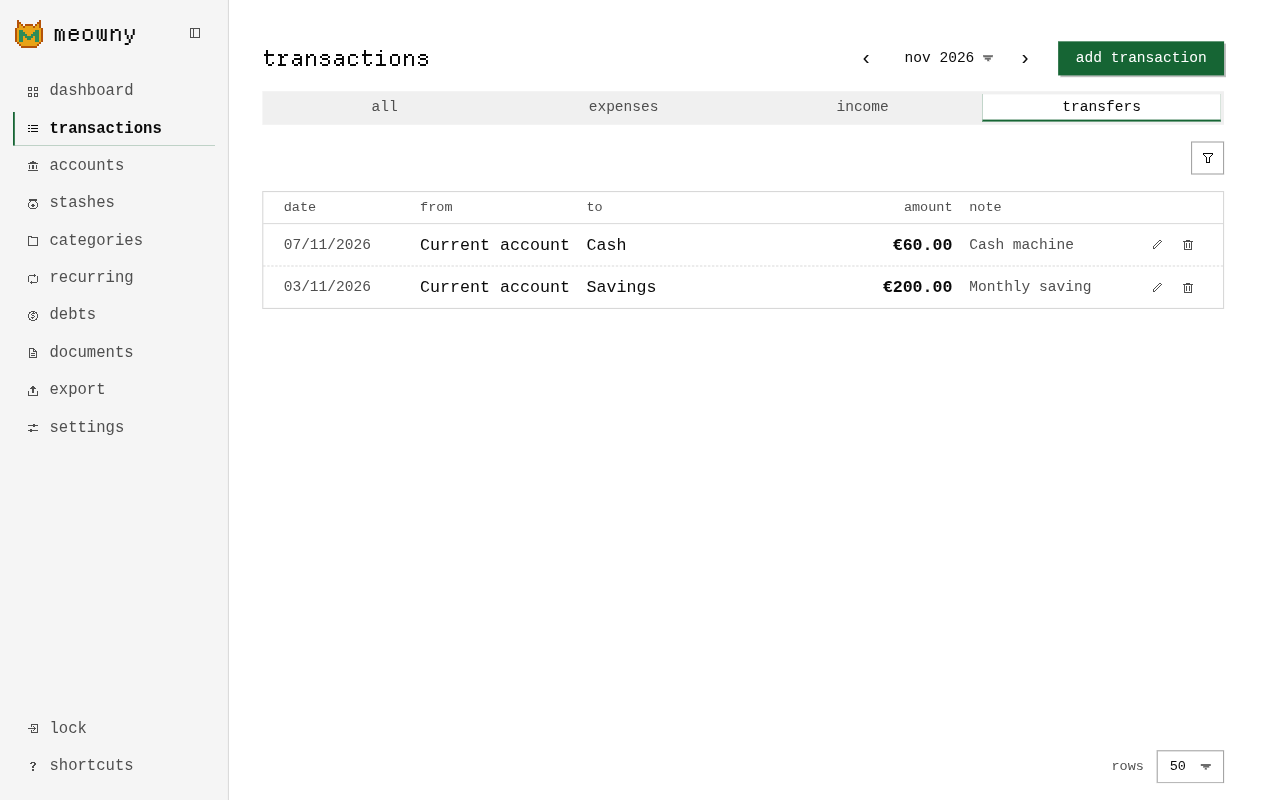 meowny
dashboard
transactions
accounts
stashes
categories
recurring
debts
documents
export
settings
lock
? shortcuts
transactions
‹ nov 2026 ›
add transaction
all expenses income transfers
date from to amount note
07/11/2026 Current account Cash €60.00 Cash machine
03/11/2026 Current account Savings €200.00 Monthly saving
rows 50